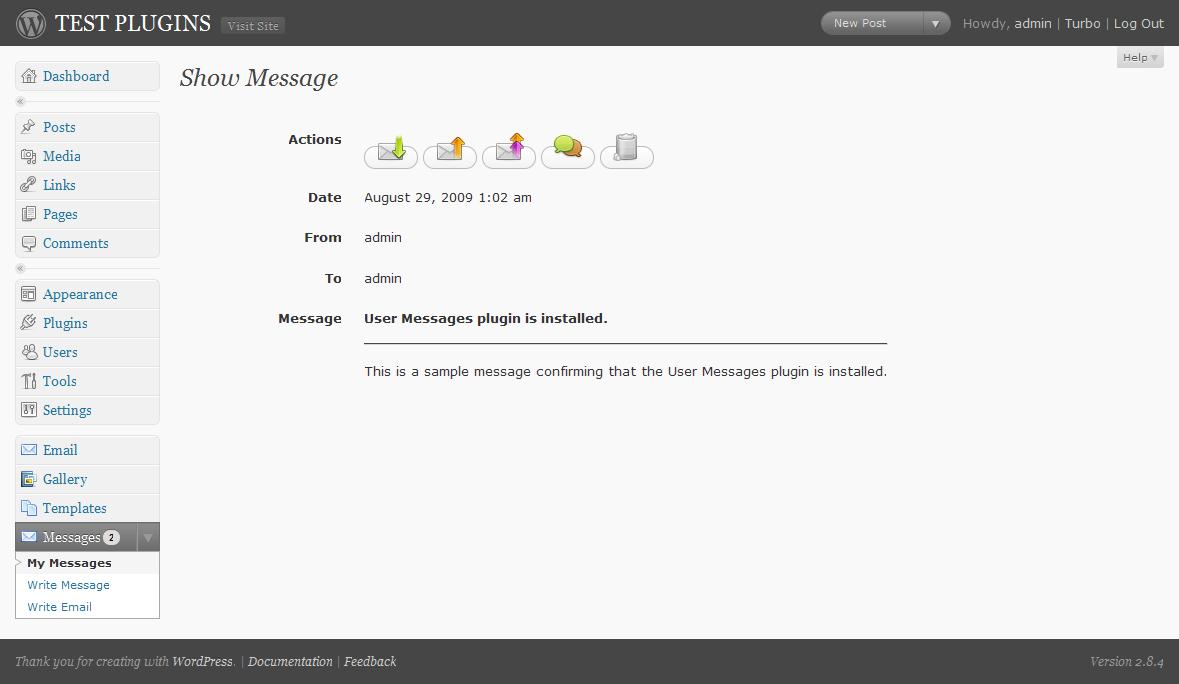 TEST PLUGINS Visit Site New Post Howdy, admin | Turbo | Log Out
Help
Dashboard
Posts
Media
Links
Pages
Comments
Appearance
Plugins
Users
Tools
Settings
Email
Gallery
Templates
Messages 2
My Messages
Write Message
Write Email
Show Message
Actions
Date August 29, 2009 1:02 am
From admin
To admin
Message User Messages plugin is installed.
This is a sample message confirming that the User Messages plugin is installed.
Thank you for creating with WordPress. | Documentation | Feedback Version 2.8.4